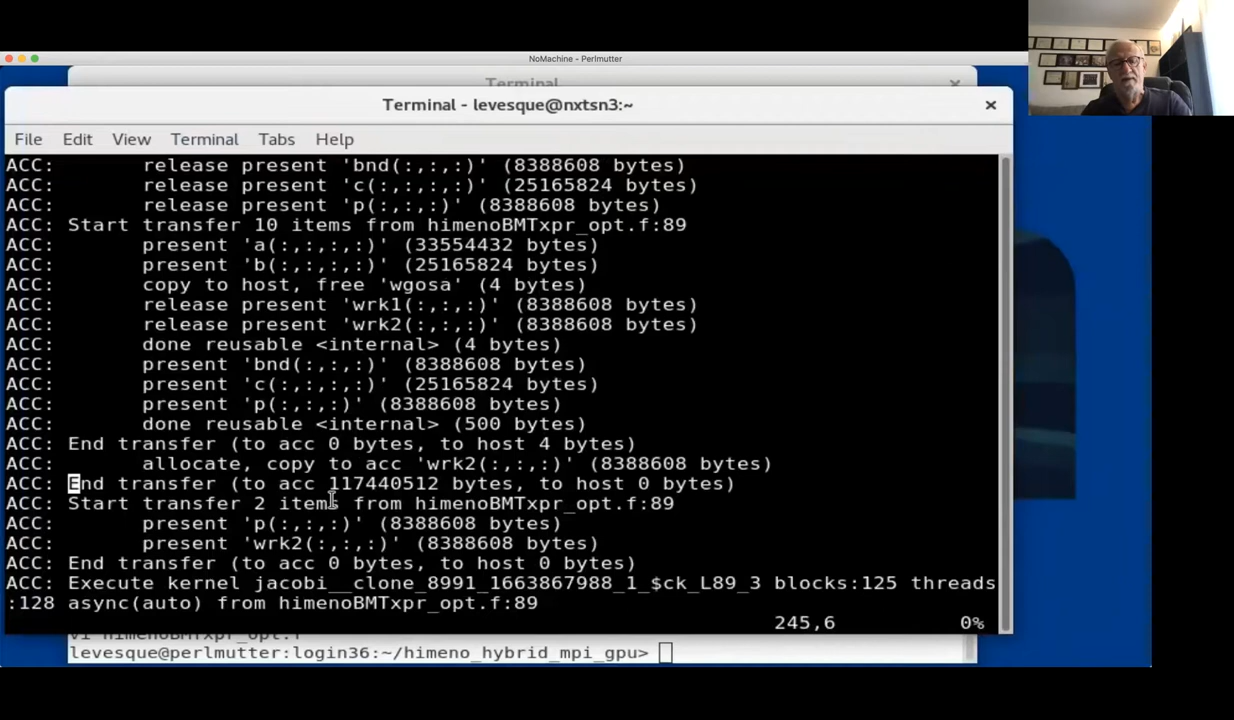 NoMachine - Perlmutter
Terminal
Terminal - levesque@nxtsn3:~
File Edit View Terminal Tabs Help
ACC: release present 'bnd(:,:,:)' (8388608 bytes)
ACC: release present 'c(:,:,:,:)' (25165824 bytes)
ACC: release present 'p(:,:,:)' (8388608 bytes)
ACC: Start transfer 10 items from himenoBMTxpr_opt.f:89
ACC: present 'a(:,:,:,:)' (33554432 bytes)
ACC: present 'b(:,:,:,:)' (25165824 bytes)
ACC: copy to host, free 'wgosa' (4 bytes)
ACC: release present 'wrk1(:,:,:)' (8388608 bytes)
ACC: release present 'wrk2(:,:,:)' (8388608 bytes)
ACC: done reusable <internal> (4 bytes)
ACC: present 'bnd(:,:,:)' (8388608 bytes)
ACC: present 'c(:,:,:,:)' (25165824 bytes)
ACC: present 'p(:,:,:)' (8388608 bytes)
ACC: done reusable <internal> (500 bytes)
ACC: End transfer (to acc 0 bytes, to host 4 bytes)
ACC: allocate, copy to acc 'wrk2(:,:,:)' (8388608 bytes)
ACC: End transfer (to acc 117440512 bytes, to host 0 bytes)
ACC: Start transfer 2 items from himenoBMTxpr_opt.f:89
ACC: present 'p(:,:,:)' (8388608 bytes)
ACC: present 'wrk2(:,:,:)' (8388608 bytes)
ACC: End transfer (to acc 0 bytes, to host 0 bytes)
ACC: Execute kernel jacobi__clone_8991_1663867988_1_$ck_L89_3 blocks:125 threads
:128 async(auto) from himenoBMTxpr_opt.f:89
245,6 0%
vi himenoBMTxpr_opt.f
levesque@perlmutter:login36:~/himeno_hybrid_mpi_gpu>